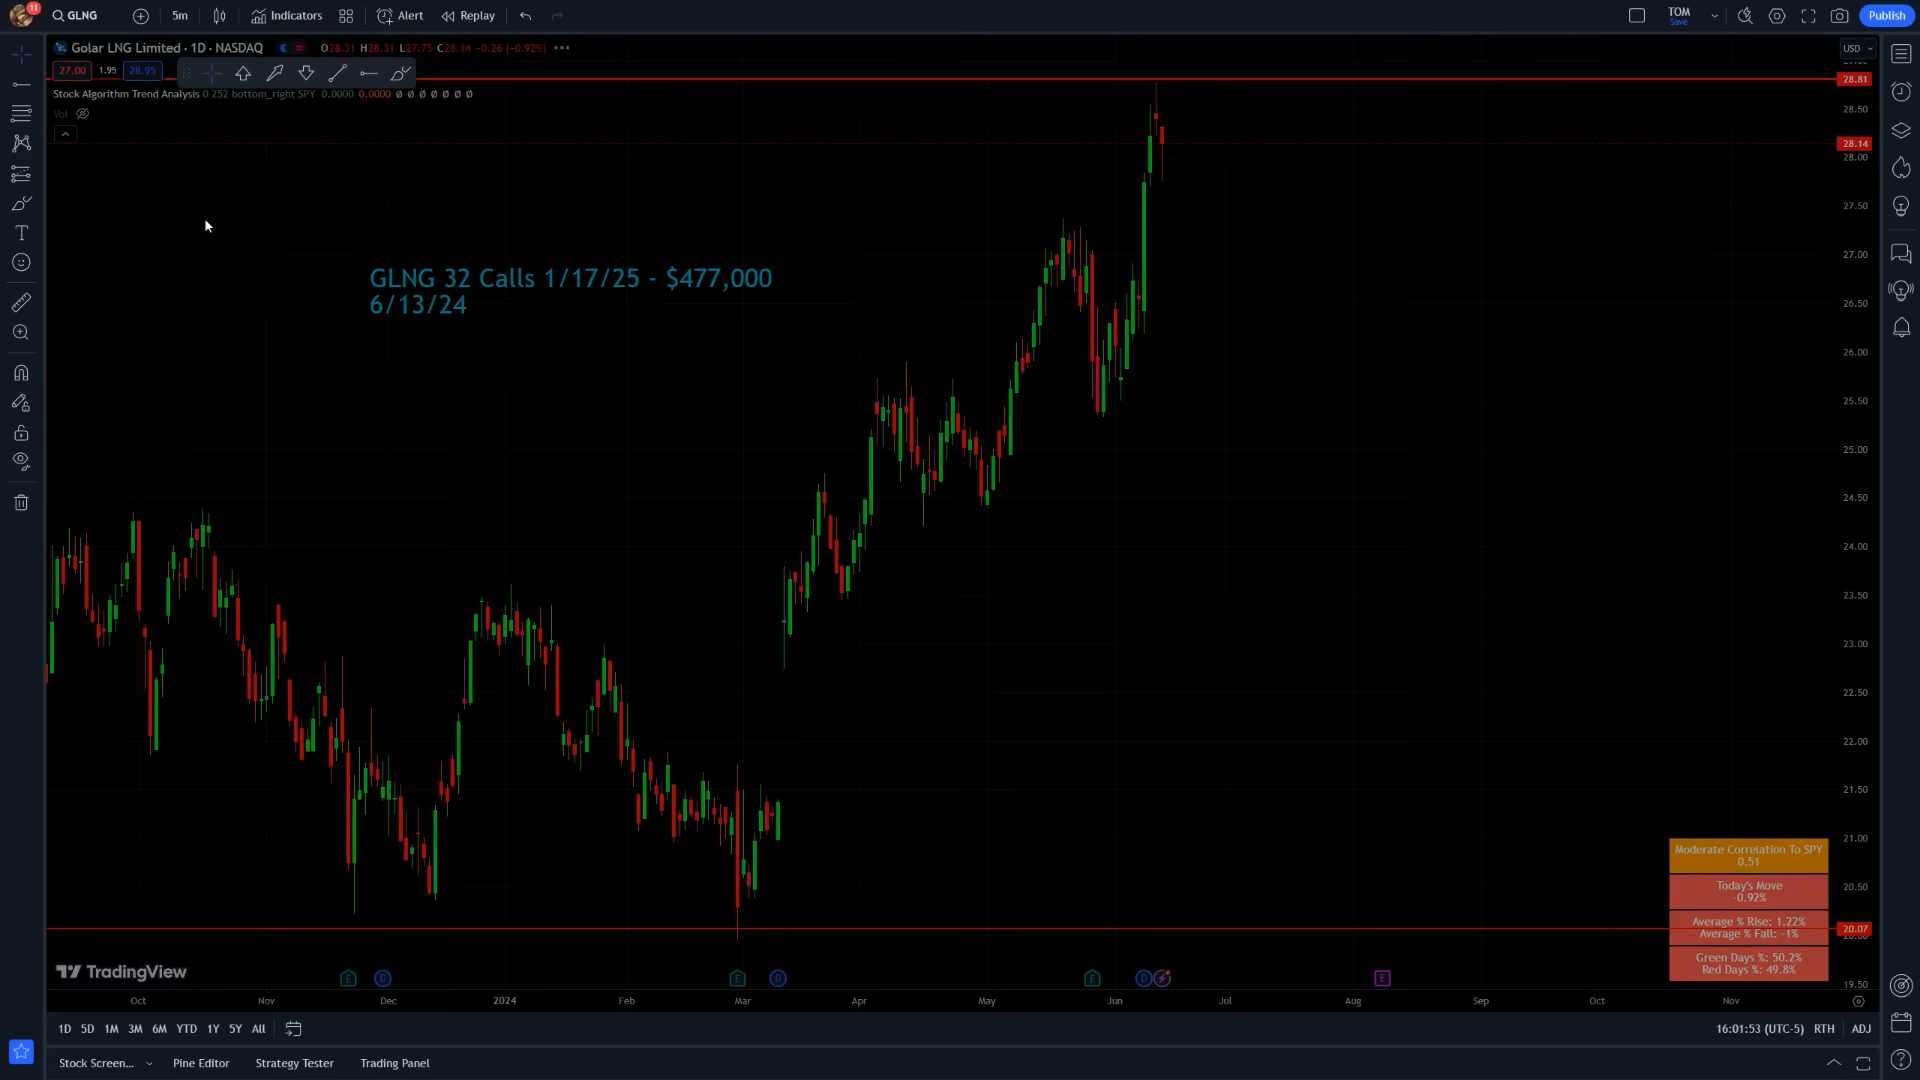 11
GLNG
5m
Indicators
Alert
Replay
TOM
Save
Publish
Golar LNG Limited · 1D · NASDAQ
O28.31 H28.31 L27.75 C28.14 -0.26 (-0.92%)
USD
27.00 1.95 28.95
Stock Algorithm Trend Analysis 0 252 bottom_right SPY 0.0000 0.0000 Ø Ø Ø Ø Ø Ø Ø
Vol
28.81
28.50
28.14
28.00
27.50
27.00
26.50
26.00
25.50
25.00
24.50
24.00
23.50
23.00
22.50
22.00
21.50
21.00
20.50
20.07
19.50
GLNG 32 Calls 1/17/25 - $477,000
6/13/24
Moderate Correlation To SPY
0.51
Today's Move
-0.92%
Average % Rise: 1.22%
Average % Fall: -1%
Green Days %: 50.2%
Red Days %: 49.8%
TradingView
E D E D E D E
Oct Nov Dec 2024 Feb Mar Apr May Jun Jul Aug Sep Oct Nov
1D 5D 1M 3M 6M YTD 1Y 5Y All
16:01:53 (UTC-5) RTH ADJ
Stock Screen... Pine Editor Strategy Tester Trading Panel